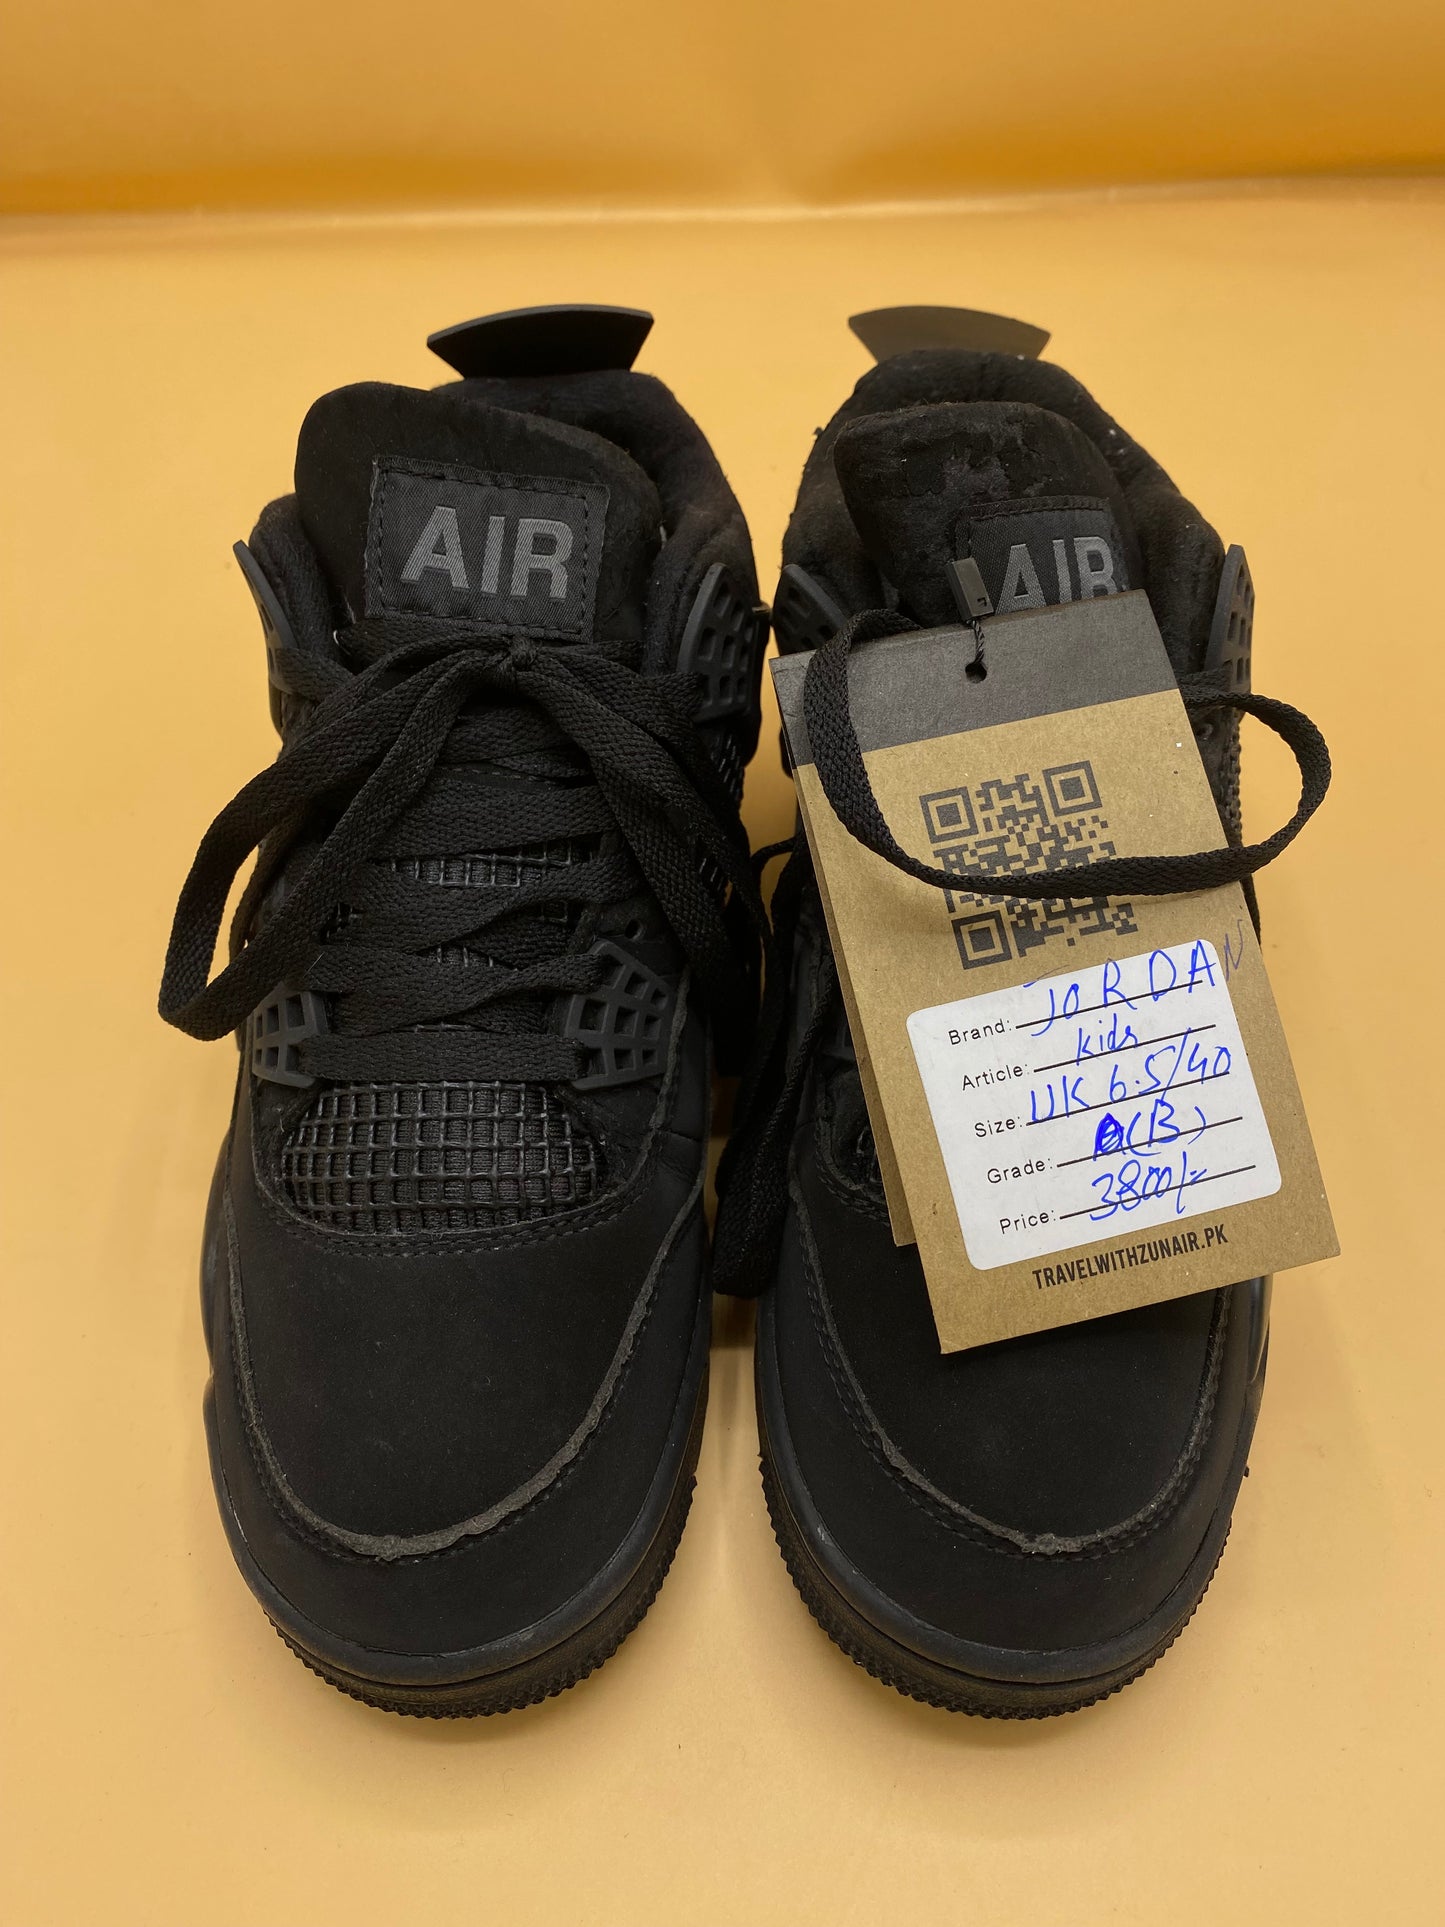 AIR
AIR
Brand: JORDAN
Article: kids
Size: UK 6.5/40
Grade: (B)
Price: 3800/-
TRAVELWITHZUNAIR.PK